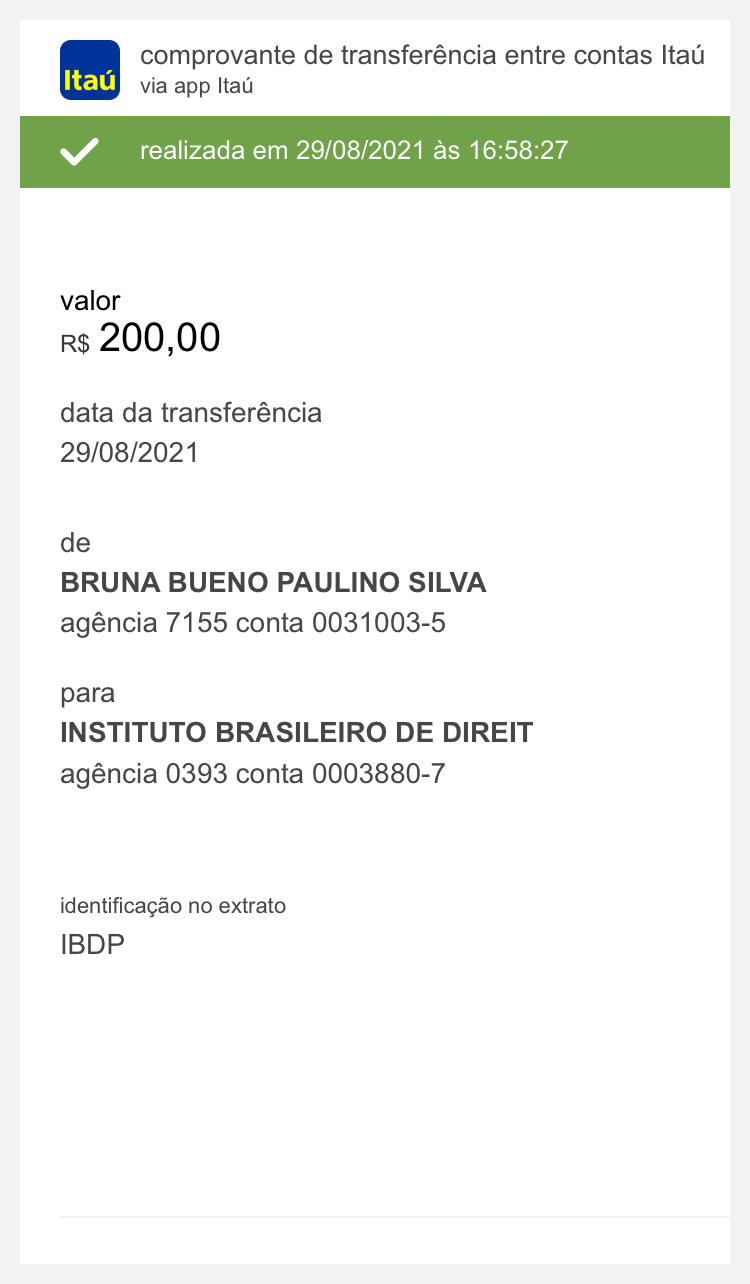 Itaú
comprovante de transferência entre contas Itaú
via app Itaú
realizada em 29/08/2021 às 16:58:27
valor
R$ 200,00
data da transferência
29/08/2021
de
BRUNA BUENO PAULINO SILVA
agência 7155 conta 0031003-5
para
INSTITUTO BRASILEIRO DE DIREIT
agência 0393 conta 0003880-7
identificação no extrato
IBDP